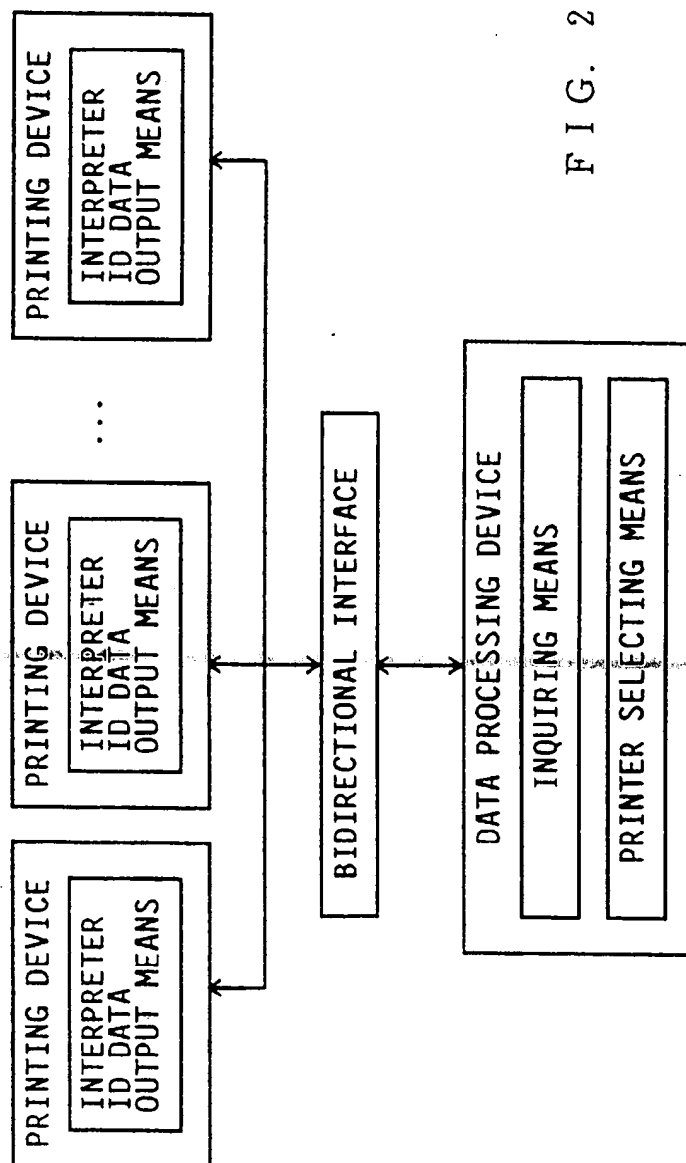 PRINTING DEVICE
INTERPRETER
ID DATA
OUTPUT MEANS
PRINTING DEVICE
INTERPRETER
ID DATA
OUTPUT MEANS
...
PRINTING DEVICE
INTERPRETER
ID DATA
OUTPUT MEANS
BIDIRECTIONAL INTERFACE
DATA PROCESSING DEVICE
INQUIRING MEANS
PRINTER SELECTING MEANS
FIG. 2